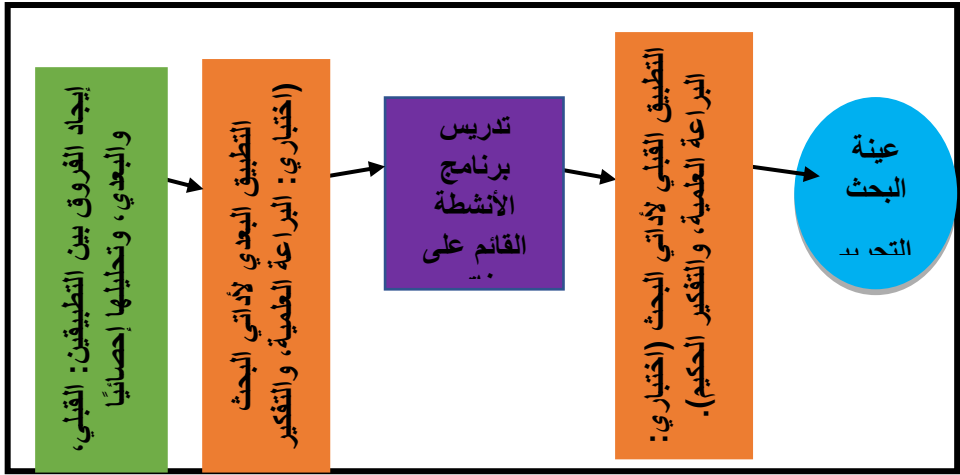 عينة
البحث
التطبيق القبلي لأداتي البحث (اختباري:
البراعة العلمية، والتفكير الحكيم).
تدريس
برنامج
الأنشطة
القائم على
التطبيق البعدي لأداتي البحث
(اختباري: البراعة العلمية، والتفكير
إيجاد الفروق بين التطبيقين: القبلي،
والبعدي، وتحليلها إحصائيًا